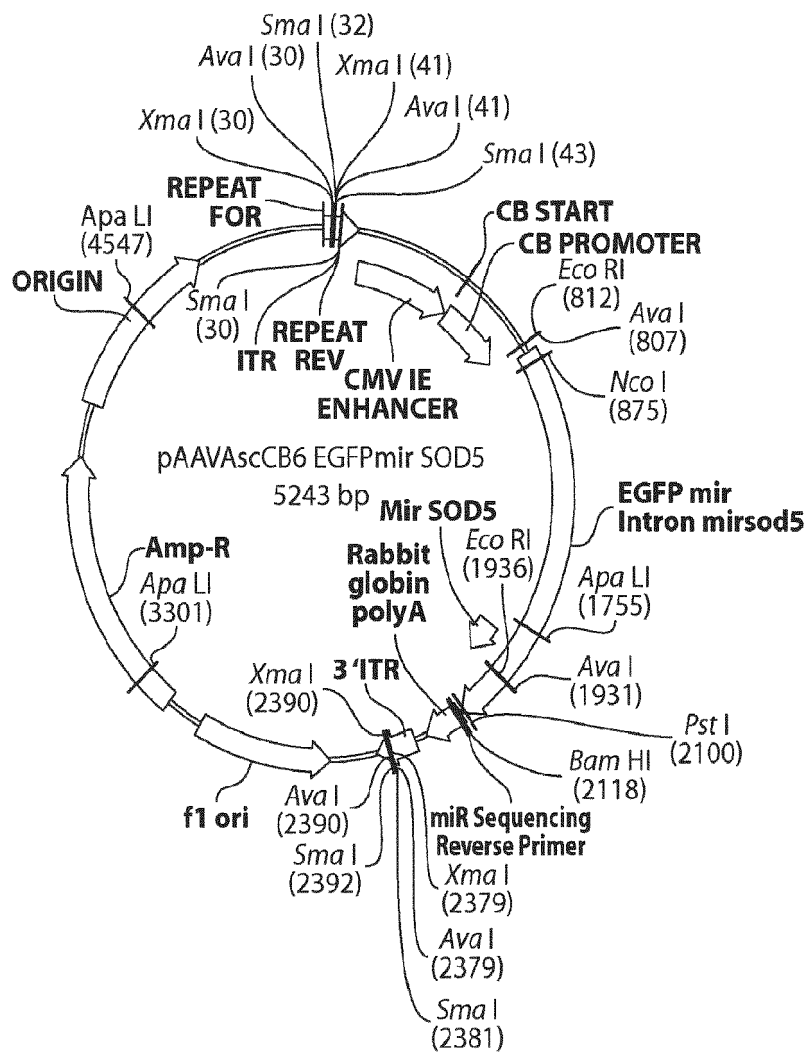 Sma I (32)
Ava I (30)
Xma I (41)
Xma I (30)
Ava I (41)
Sma I (43)
REPEAT
FOR
CB START
CB PROMOTER
Apa LI
(4547)
ORIGIN
Eco RI
(812)
Ava I
(807)
Sma I
(30)
ITR
REPEAT
REV
CMV IE
ENHANCER
Nco I
(875)
pAAVAscCB6 EGFPmir SOD5
5243 bp
Mir SOD5
EGFP mir
Intron mirsod5
Eco RI
(1936)
Rabbit
globin
polyA
Amp-R
Apa LI
(3301)
Apa LI
(1755)
Xma I
(2390)
3 'ITR
Ava I
(1931)
Pst I
(2100)
Bam HI
(2118)
f1 ori
Ava I
(2390)
miR Sequencing
Reverse Primer
Sma I
(2392)
Xma I
(2379)
Ava I
(2379)
Sma I
(2381)